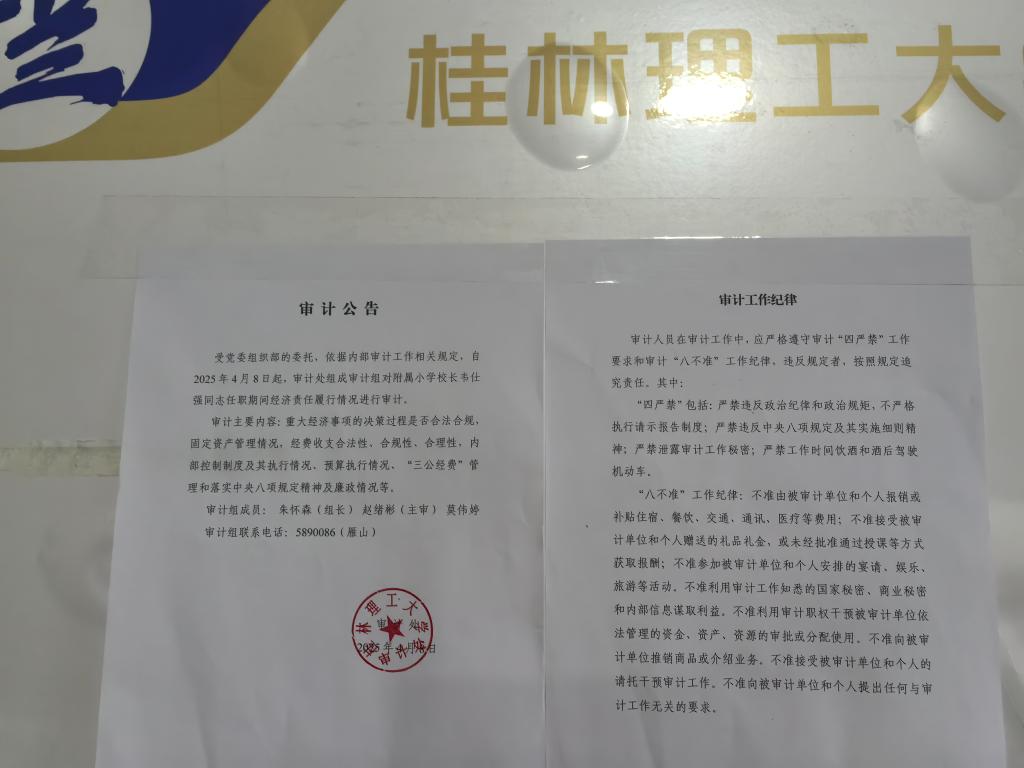 桂林理工大
审计公告
受党委组织部的委托，依据内部审计工作相关规定，自
2025年4月8日起，审计处组成审计组对附属小学校长韦仕
强同志任职期间经济责任履行情况进行审计。
审计主要内容：重大经济事项的决策过程是否合法合规，
固定资产管理情况，经费收支合法性、合规性、合理性，内
部控制制度及其执行情况、预算执行情况、“三公经费”管
理和落实中央八项规定精神及廉政情况等。
审计组成员： 朱怀森（组长） 赵绪彬（主审） 莫伟婷
审计组联系电话：5890086（雁山）
审计处
2025年4月8日
桂林理工大学
审计处
审计工作纪律
审计人员在审计工作中，应严格遵守审计“四严禁”工作
要求和审计“八不准”工作纪律，违反规定者，按照规定追
究责任。其中：
“四严禁”包括：严禁违反政治纪律和政治规矩，不严格
执行请示报告制度；严禁违反中央八项规定及其实施细则精
神；严禁泄露审计工作秘密；严禁工作时间饮酒和酒后驾驶
机动车。
“八不准”工作纪律：不准由被审计单位和个人报销或
补贴住宿、餐饮、交通、通讯、医疗等费用；不准接受被审
计单位和个人赠送的礼品礼金，或未经批准通过授课等方式
获取报酬；不准参加被审计单位和个人安排的宴请、娱乐、
旅游等活动。不准利用审计工作知悉的国家秘密、商业秘密
和内部信息谋取利益。不准利用审计职权干预被审计单位依
法管理的资金、资产、资源的审批或分配使用。不准向被审
计单位推销商品或介绍业务。不准接受被审计单位和个人的
请托干预审计工作。不准向被审计单位和个人提出任何与审
计工作无关的要求。